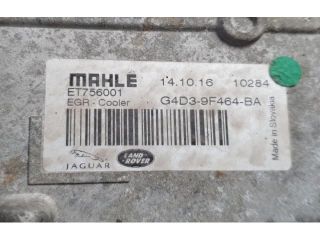 MAHLE 14.10.16 10284
ET756001
EGR - Cooler G4D3-9F464-BA
Made in Slovakia
JAGUAR LAND ROVER